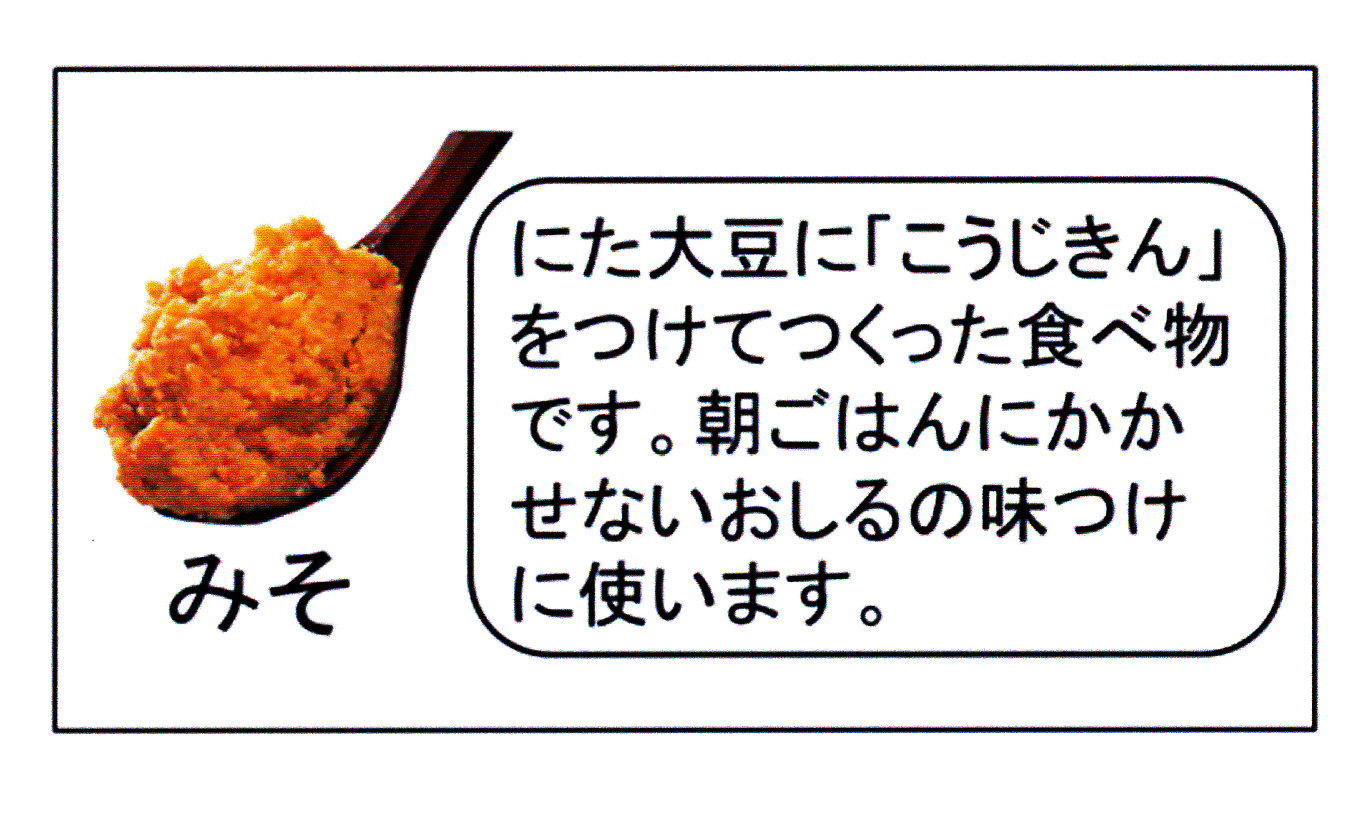 にた大豆に「こうじきん」
をつけてつくった食べ物
です。朝ごはんにかか
せないおしるの味つけ
に使います。
みそ